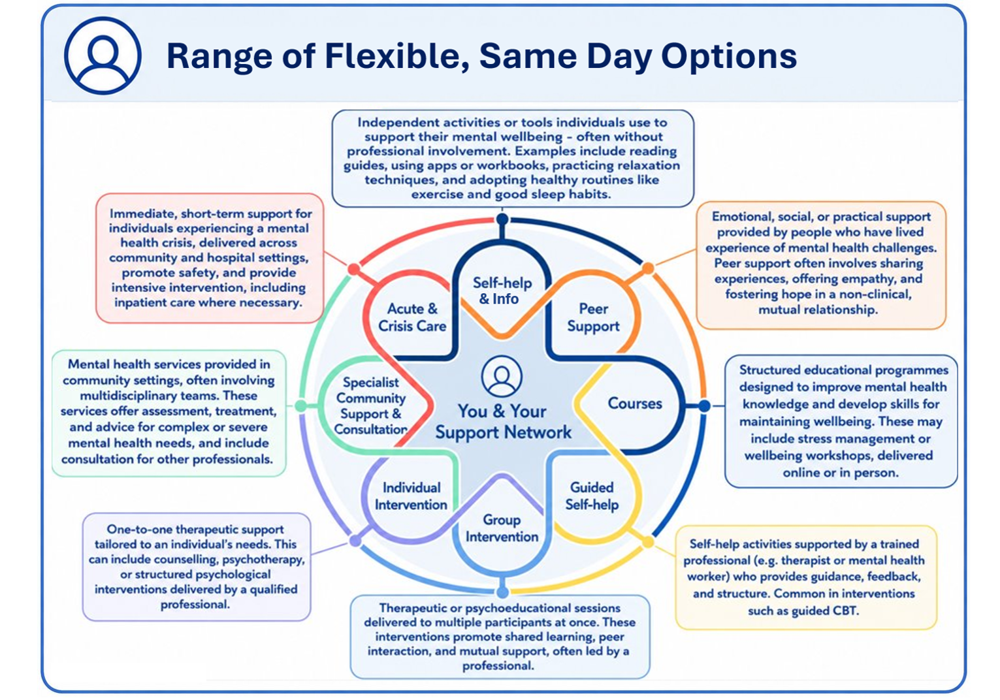 Range of Flexible, Same Day Options
Independent activities or tools individuals use to
support their mental wellbeing - often without
professional involvement. Examples include reading
guides, using apps or workbooks, practicing relaxation
techniques, and adopting healthy routines like
exercise and good sleep habits.
Immediate, short-term support for
individuals experiencing a mental
health crisis, delivered across
community and hospital settings,
promote safety, and provide
intensive intervention, including
inpatient care where necessary.
Emotional, social, or practical support
provided by people who have lived
experience of mental health challenges.
Peer support often involves sharing
experiences, offering empathy, and
fostering hope in a non-clinical,
mutual relationship.
Self-help
& Info
Acute &
Crisis Care
Peer
Support
Mental health services provided in
community settings, often involving
multidisciplinary teams. These
services offer assessment, treatment,
and advice for complex or severe
mental health needs, and include
consultation for other professionals.
Specialist
Community
Support &
Consultation
You & Your
Support Network
Courses
Structured educational programmes
designed to improve mental health
knowledge and develop skills for
maintaining wellbeing. These may
include stress management or
wellbeing workshops, delivered
online or in person.
Individual
Intervention
Group
Intervention
Guided
Self-help
One-to-one therapeutic support
tailored to an individual's needs. This
can include counselling, psychotherapy,
or structured psychological
interventions delivered by a qualified
professional.
Self-help activities supported by a trained
professional (e.g. therapist or mental health
worker) who provides guidance, feedback,
and structure. Common in interventions
such as guided CBT.
Therapeutic or psychoeducational sessions
delivered to multiple participants at once. These
interventions promote shared learning, peer
interaction, and mutual support, often led by a
professional.